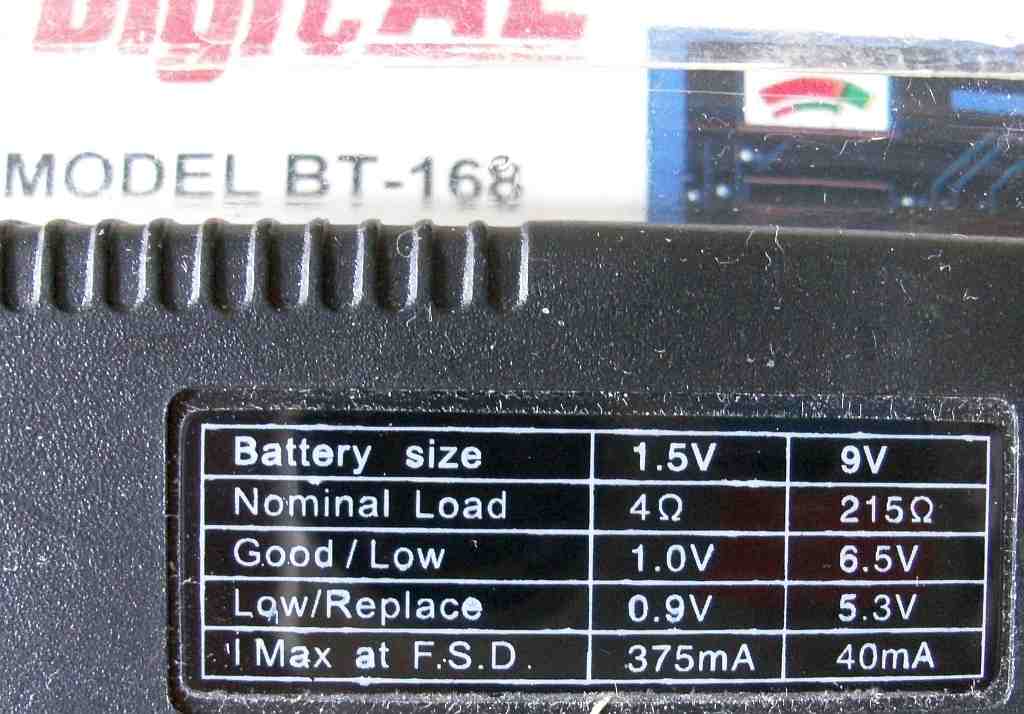 DigitAL
MODEL BT-168
Battery size 1.5V 9V
Nominal Load 4Ω 215Ω
Good/Low 1.0V 6.5V
Low/Replace 0.9V 5.3V
I Max at F.S.D. 375mA 40mA